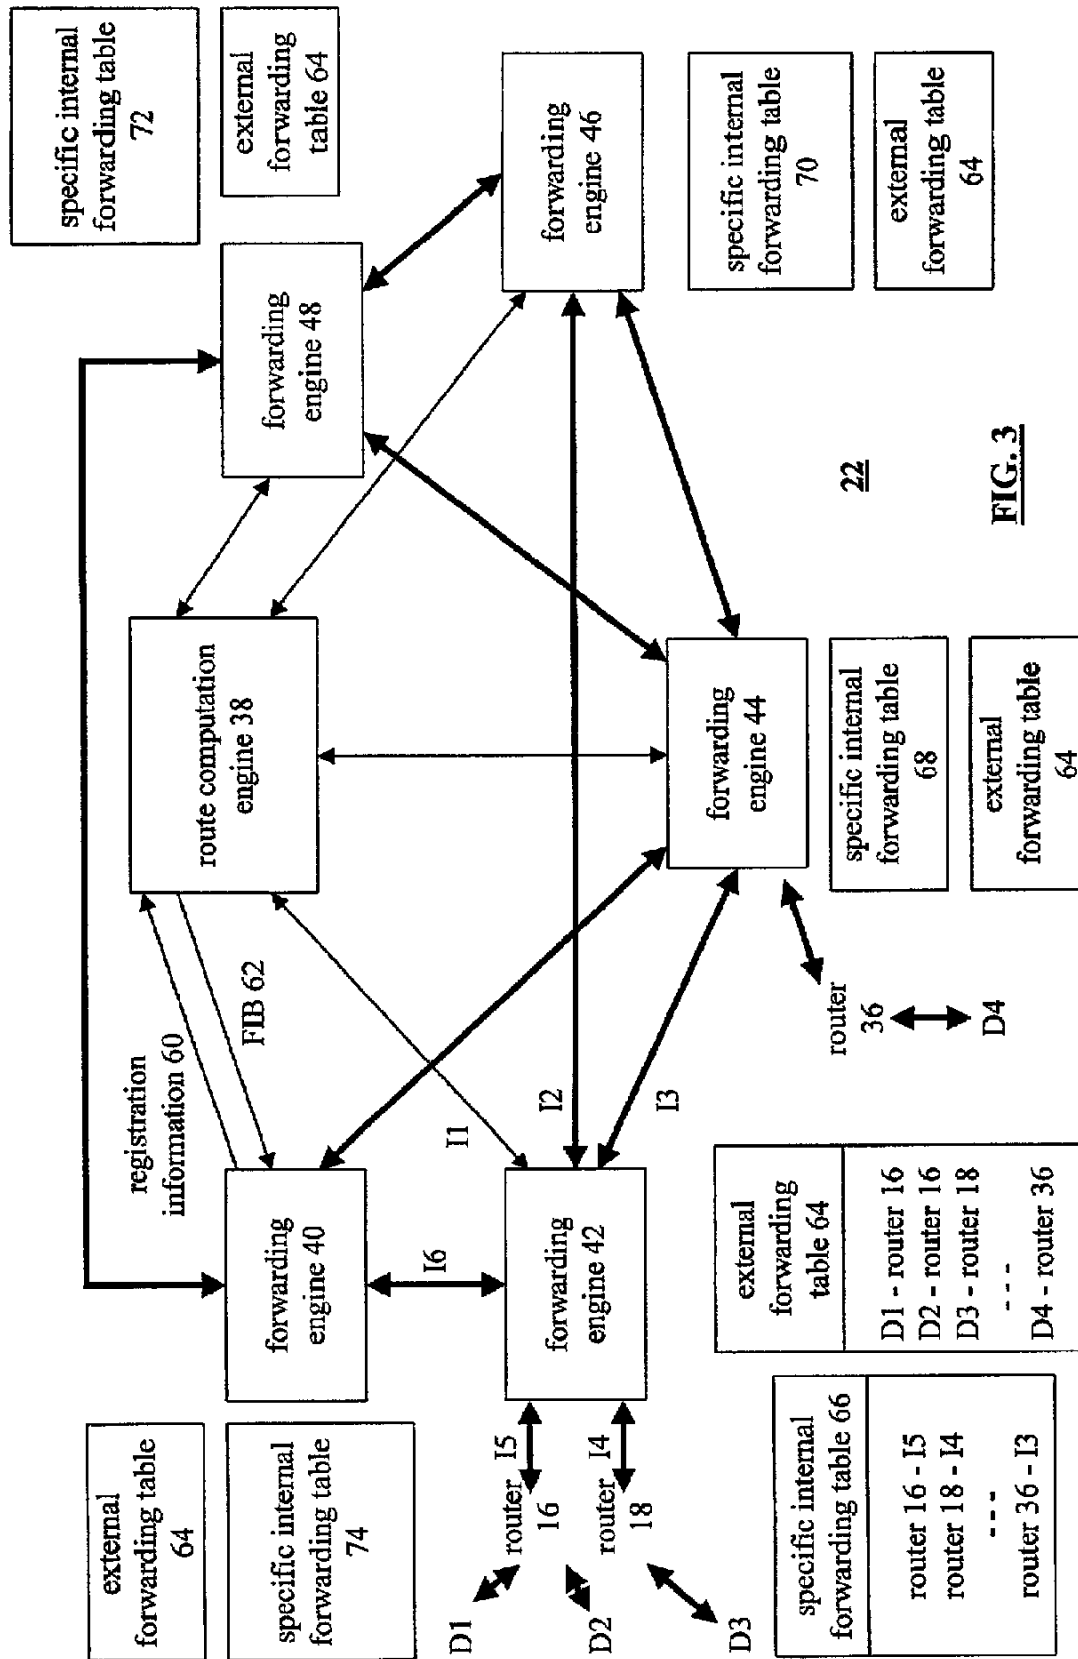 external
forwarding table
64
specific internal
forwarding table
74
registration
information 60
FIB 62
forwarding
engine 40
route computation
engine 38
forwarding
engine 48
specific internal
forwarding table
72
external
forwarding
table 64
I6
I1
forwarding
engine 42
I2
I3
I5
I4
router
16
router
18
D1
D2
D3
forwarding
engine 44
forwarding
engine 46
specific internal
forwarding table 66
router 16 - I5
router 18 - I4
- - -
router 36 - I3
external
forwarding
table 64
D1 - router 16
D2 - router 16
D3 - router 18
- - -
D4 - router 36
router
36
D4
specific internal
forwarding table
68
external
forwarding table
64
specific internal
forwarding table
70
external
forwarding table
64
22
FIG. 3